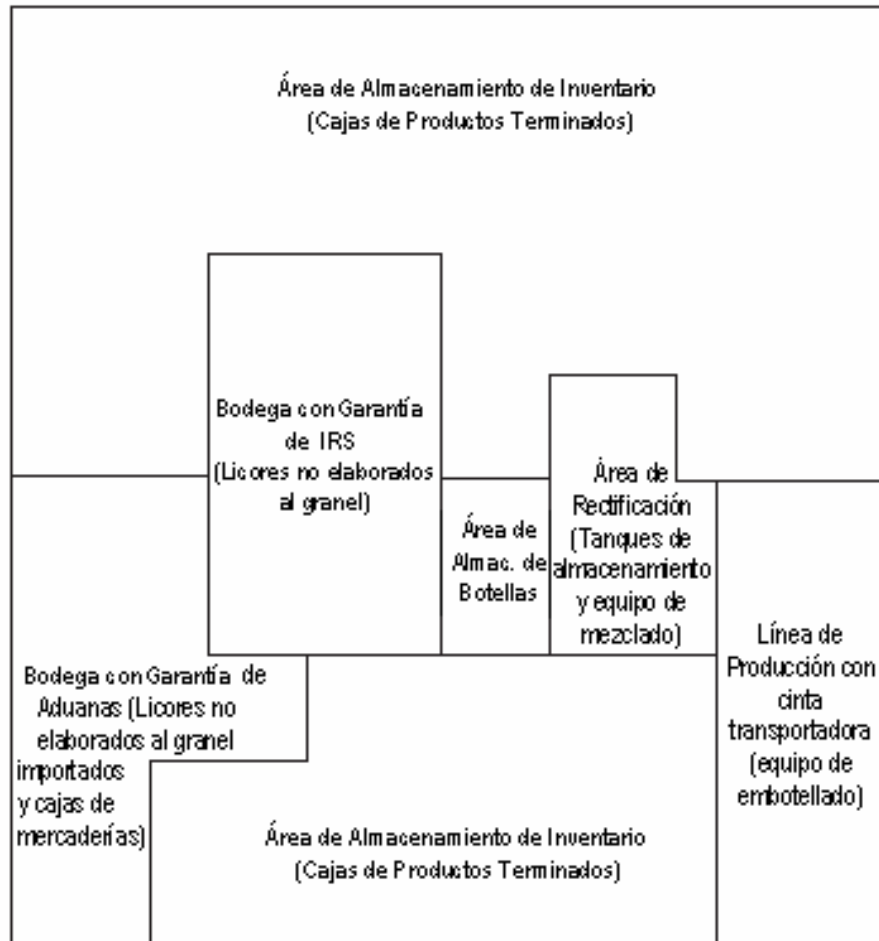 Área de Almacenamiento de Inventario
(Cajas de Productos Terminados)
Bodega con Garantía
de IRS
(Licores no elaborados
al granel)
Área de
Almac. de
Botellas
Área de
Rectificación
(Tanques de
almacenamiento
y equipo de
mezclado)
Línea de
Producción con
cinta
transportadora
(equipo de
embotellado)
Bodega con Garantía de
Aduanas (Licores no
elaborados al granel
importados
y cajas de
mercaderías)
Área de Almacenamiento de Inventario
(Cajas de Productos Terminados)